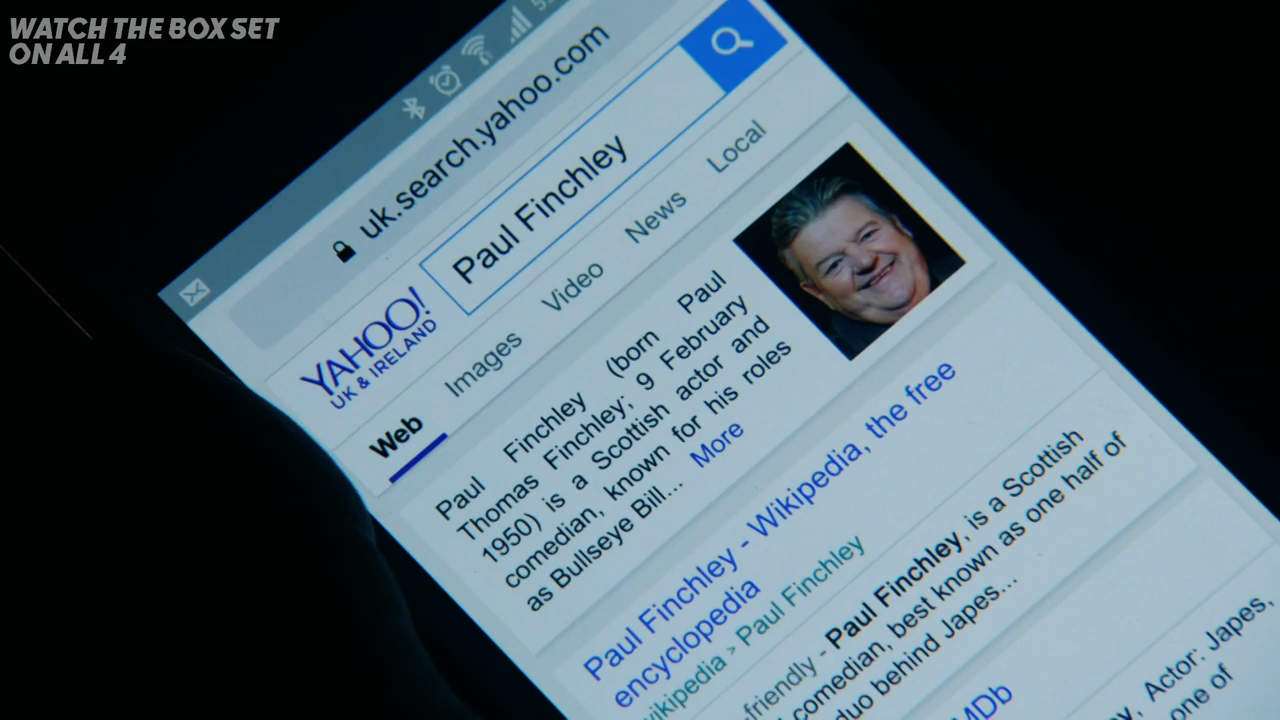 WATCH THE BOX SET
ON ALL 4
uk.search.yahoo.com
Paul Finchley
YAHOO!
UK & IRELAND
Web Images Video News Local
Paul Finchley (born Paul
Thomas Finchley; 9 February
1950) is a Scottish actor and
comedian, known for his roles
as Bullseye Bill... More
Paul Finchley - Wikipedia, the free
encyclopedia
wikipedia > Paul Finchley
friendly - Paul Finchley, is a Scottish
comedian, best known as one half of
duo behind Japes...
MDb
Actor: Japes,
one of